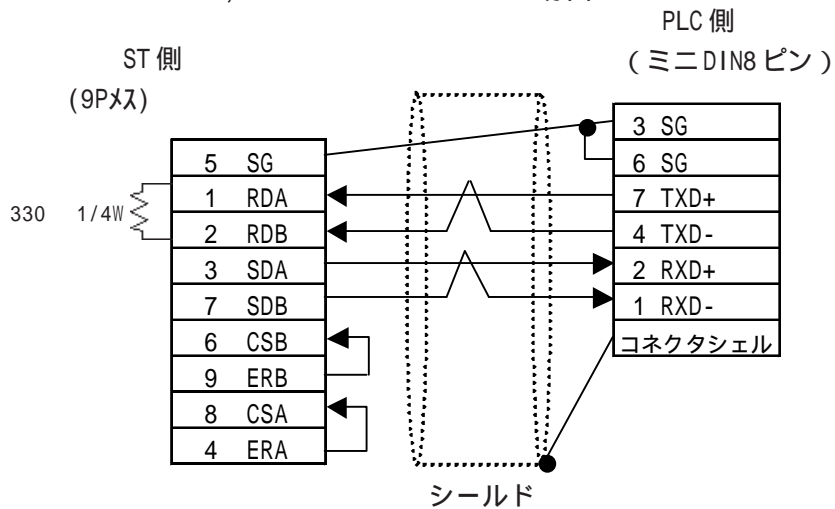 PLC 側
(ミニDIN8 ピン)
ST 側
(9Pメス)
3 SG
6 SG
7 TXD+
4 TXD-
2 RXD+
1 RXD-
コネクタシェル
5 SG
1 RDA
2 RDB
3 SDA
7 SDB
6 CSB
9 ERB
8 CSA
4 ERA
330 1/4W
シールド